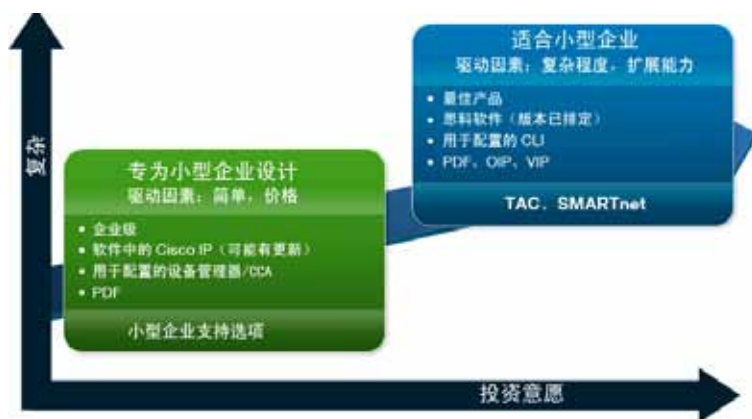 复杂
适合小型企业
驱动因素：复杂程度，扩展能力
• 最佳产品
• 思科软件（版本已排定）
• 用于配置的 CLI
• PDF、OIP、VIP
TAC、SMARTnet
专为小型企业设计
驱动因素：简单，价格
• 企业级
• 软件中的 Cisco IP（可能有更新）
• 用于配置的设备管理器/CCA
• PDF
小型企业支持选项
投资意愿